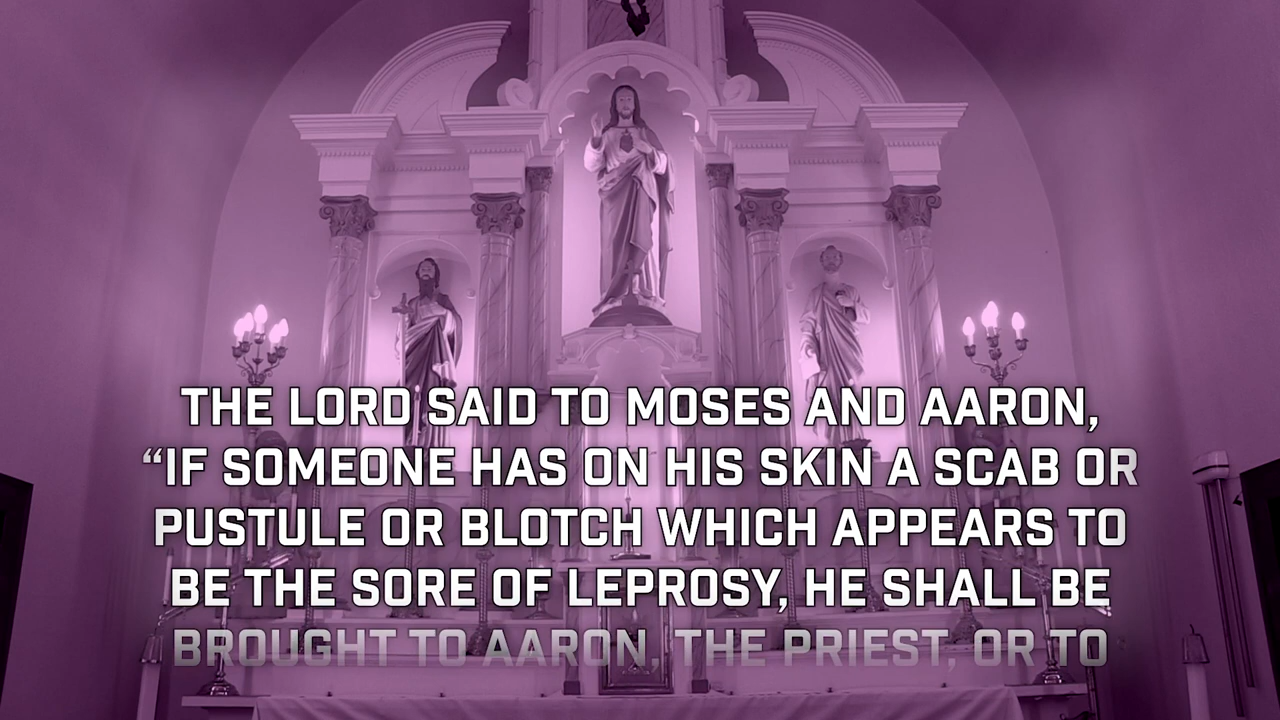 THE LORD SAID TO MOSES AND AARON,
“IF SOMEONE HAS ON HIS SKIN A SCAB OR
PUSTULE OR BLOTCH WHICH APPEARS TO
BE THE SORE OF LEPROSY, HE SHALL BE
BROUGHT TO AARON, THE PRIEST, OR TO